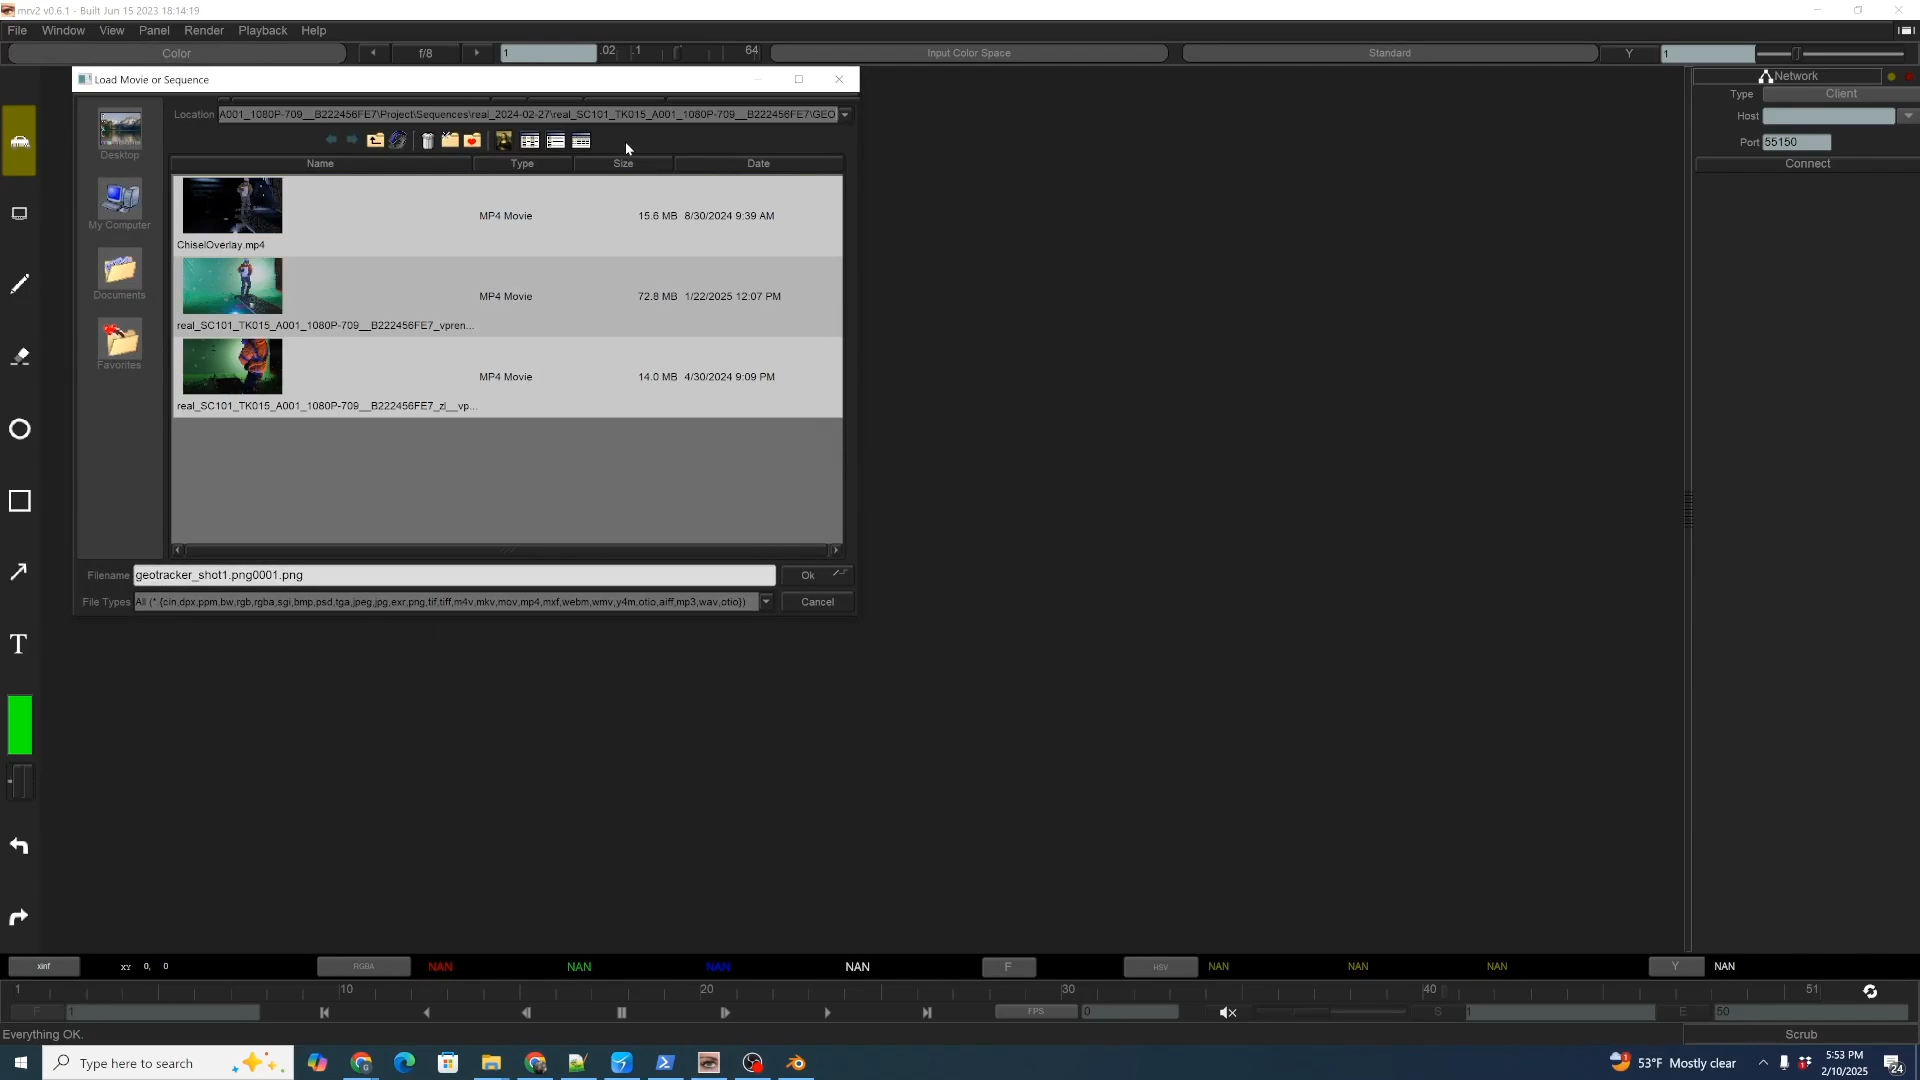 mrv2 v0.6.1 - Built Jun 15 2023 18:14:19
File Window View Panel Render Playback Help
Color f/8 1 .02 .1 64 Input Color Space Standard Y 1
Load Movie or Sequence
Network
Type Client
Host
Port 55150
Connect
Location A001_1080P-709__B222456FE7\Project\Sequences\real_2024-02-27\real_SC101_TK015_A001_1080P-709__B222456FE7\GEO
Desktop
My Computer
Documents
Favorites
Name Type Size Date
MP4 Movie 15.6 MB 8/30/2024 9:39 AM
ChiselOverlay.mp4
MP4 Movie 72.8 MB 1/22/2025 12:07 PM
real_SC101_TK015_A001_1080P-709__B222456FE7_vpren...
MP4 Movie 14.0 MB 4/30/2024 9:09 PM
real_SC101_TK015_A001_1080P-709__B222456FE7_zl__vp...
Filename geotracker_shot1.png0001.png Ok
File Types All (*.{cin,dpx,ppm,bw,rgb,rgba,sgi,bmp,psd,tga,jpeg,jpg,exr,png,tif,tiff,m4v,mkv,mov,mp4,mxf,webm,wmv,y4m,otio,aiff,mp3,wav,otio}) Cancel
T
xinf XY 0, 0 RGBA NAN NAN NAN NAN F HSV NAN NAN NAN Y NAN
1 10 20 30 40 51
F 1 FPS 0 S 1 E 50
Everything OK. Scrub
Type here to search 53°F Mostly clear 5:53 PM
2/10/2025 24